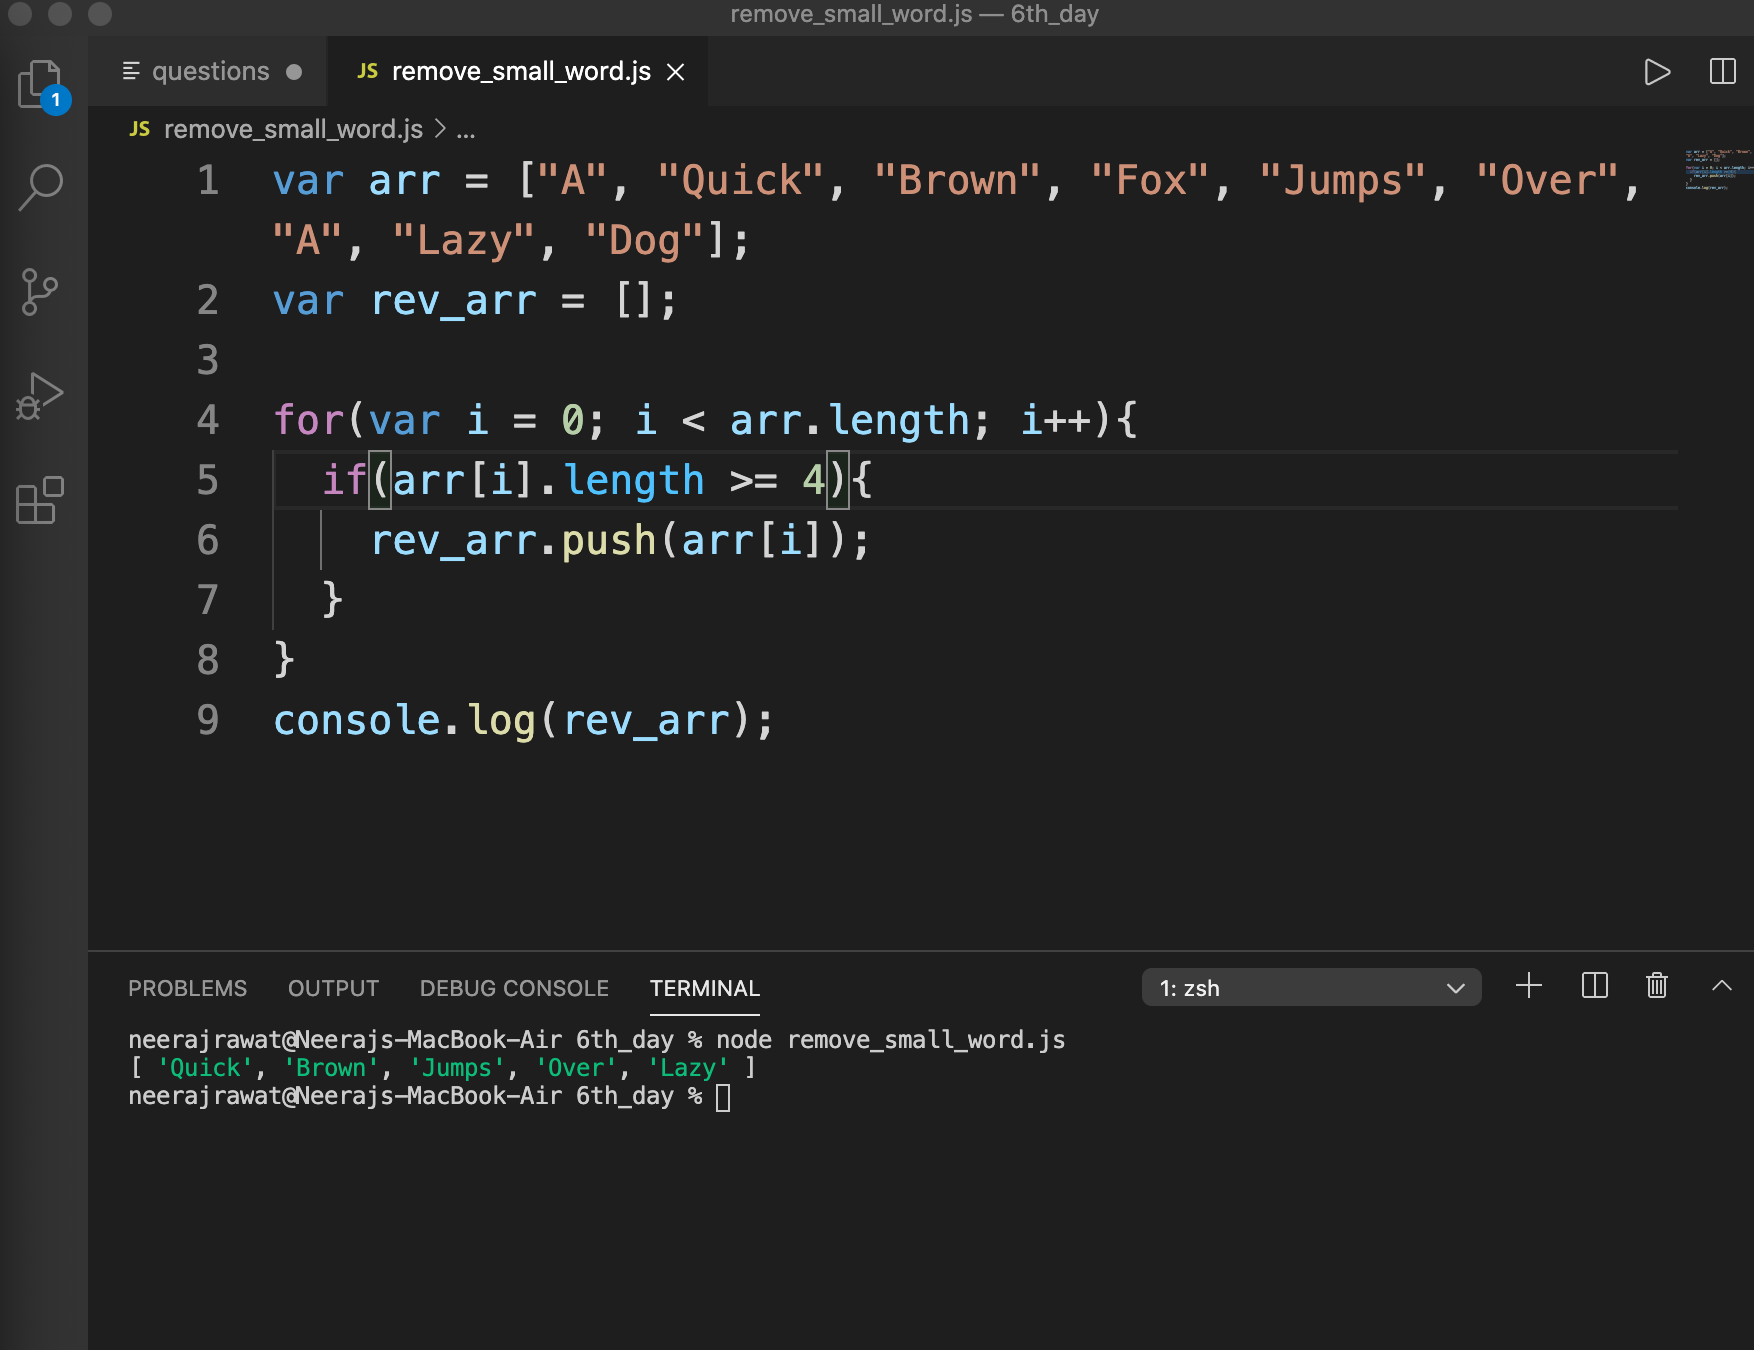 remove_small_word.js — 6th_day
questions
JS remove_small_word.js
1
JS remove_small_word.js > ...
1 var arr = ["A", "Quick", "Brown", "Fox", "Jumps", "Over",
"A", "Lazy", "Dog"];
2 var rev_arr = [];
3
4 for(var i = 0; i < arr.length; i++){
5 if(arr[i].length >= 4){
6 rev_arr.push(arr[i]);
7 }
8 }
9 console.log(rev_arr);
PROBLEMS OUTPUT DEBUG CONSOLE TERMINAL 1: zsh
neerajrawat@Neerajs-MacBook-Air 6th_day % node remove_small_word.js
[ 'Quick', 'Brown', 'Jumps', 'Over', 'Lazy' ]
neerajrawat@Neerajs-MacBook-Air 6th_day %